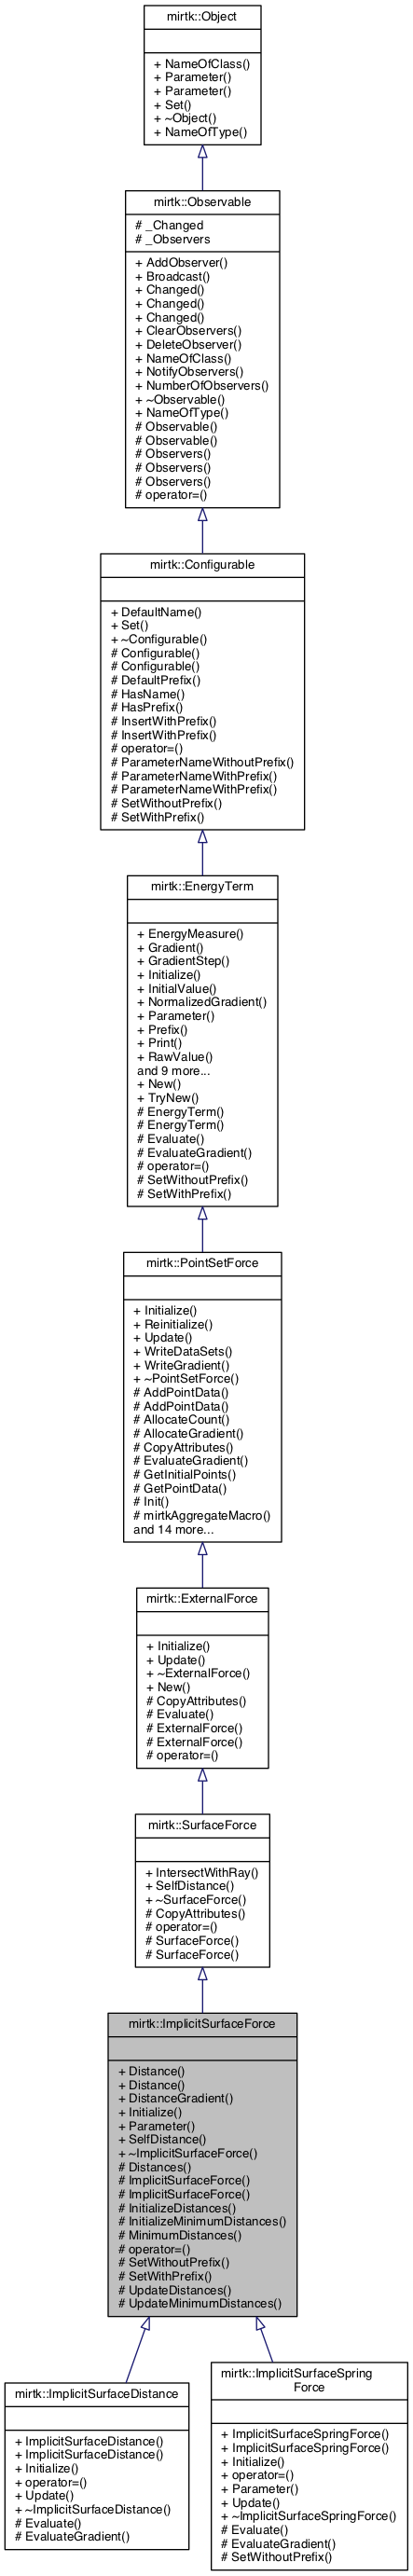 mirtk::Object
+ NameOfClass()
+ Parameter()
+ Parameter()
+ Set()
+ ~Object()
+ NameOfType()
mirtk::Observable
# _Changed
# _Observers
+ AddObserver()
+ Broadcast()
+ Changed()
+ Changed()
+ Changed()
+ ClearObservers()
+ DeleteObserver()
+ NameOfClass()
+ NotifyObservers()
+ NumberOfObservers()
+ ~Observable()
+ NameOfType()
# Observable()
# Observable()
# Observers()
# Observers()
# Observers()
# operator=()
mirtk::Configurable
+ DefaultName()
+ Set()
+ ~Configurable()
# Configurable()
# Configurable()
# DefaultPrefix()
# HasName()
# HasPrefix()
# InsertWithPrefix()
# InsertWithPrefix()
# operator=()
# ParameterNameWithoutPrefix()
# ParameterNameWithPrefix()
# ParameterNameWithPrefix()
# SetWithoutPrefix()
# SetWithPrefix()
mirtk::EnergyTerm
+ EnergyMeasure()
+ Gradient()
+ GradientStep()
+ Initialize()
+ InitialValue()
+ NormalizedGradient()
+ Parameter()
+ Prefix()
+ Print()
+ RawValue()
and 9 more...
+ New()
+ TryNew()
# EnergyTerm()
# EnergyTerm()
# Evaluate()
# EvaluateGradient()
# operator=()
# SetWithoutPrefix()
# SetWithPrefix()
mirtk::PointSetForce
+ Initialize()
+ Reinitialize()
+ Update()
+ WriteDataSets()
+ WriteGradient()
+ ~PointSetForce()
# AddPointData()
# AddPointData()
# AllocateCount()
# AllocateGradient()
# CopyAttributes()
# EvaluateGradient()
# GetInitialPoints()
# GetPointData()
# Init()
# mirtkAggregateMacro()
and 14 more...
mirtk::ExternalForce
+ Initialize()
+ Update()
+ ~ExternalForce()
+ New()
# CopyAttributes()
# Evaluate()
# ExternalForce()
# ExternalForce()
# operator=()
mirtk::SurfaceForce
+ IntersectWithRay()
+ SelfDistance()
+ ~SurfaceForce()
# CopyAttributes()
# operator=()
# SurfaceForce()
# SurfaceForce()
mirtk::ImplicitSurfaceForce
+ Distance()
+ Distance()
+ DistanceGradient()
+ Initialize()
+ Parameter()
+ SelfDistance()
+ ~ImplicitSurfaceForce()
# Distances()
# ImplicitSurfaceForce()
# ImplicitSurfaceForce()
# InitializeDistances()
# InitializeMinimumDistances()
# MinimumDistances()
# operator=()
# SetWithoutPrefix()
# SetWithPrefix()
# UpdateDistances()
# UpdateMinimumDistances()
mirtk::ImplicitSurfaceDistance
+ ImplicitSurfaceDistance()
+ ImplicitSurfaceDistance()
+ Initialize()
+ operator=()
+ Update()
+ ~ImplicitSurfaceDistance()
# Evaluate()
# EvaluateGradient()
mirtk::ImplicitSurfaceSpring
Force
+ ImplicitSurfaceSpringForce()
+ ImplicitSurfaceSpringForce()
+ Initialize()
+ operator=()
+ Parameter()
+ Update()
+ ~ImplicitSurfaceSpringForce()
# Evaluate()
# EvaluateGradient()
# SetWithoutPrefix()